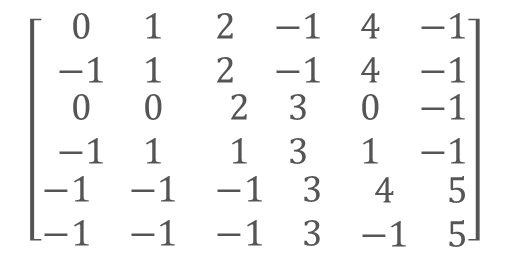 0 1 2 −1 4 −1
−1 1 2 −1 4 −1
0 0 2 3 0 −1
−1 1 1 3 1 −1
−1 −1 −1 3 4 5
−1 −1 −1 3 −1 5